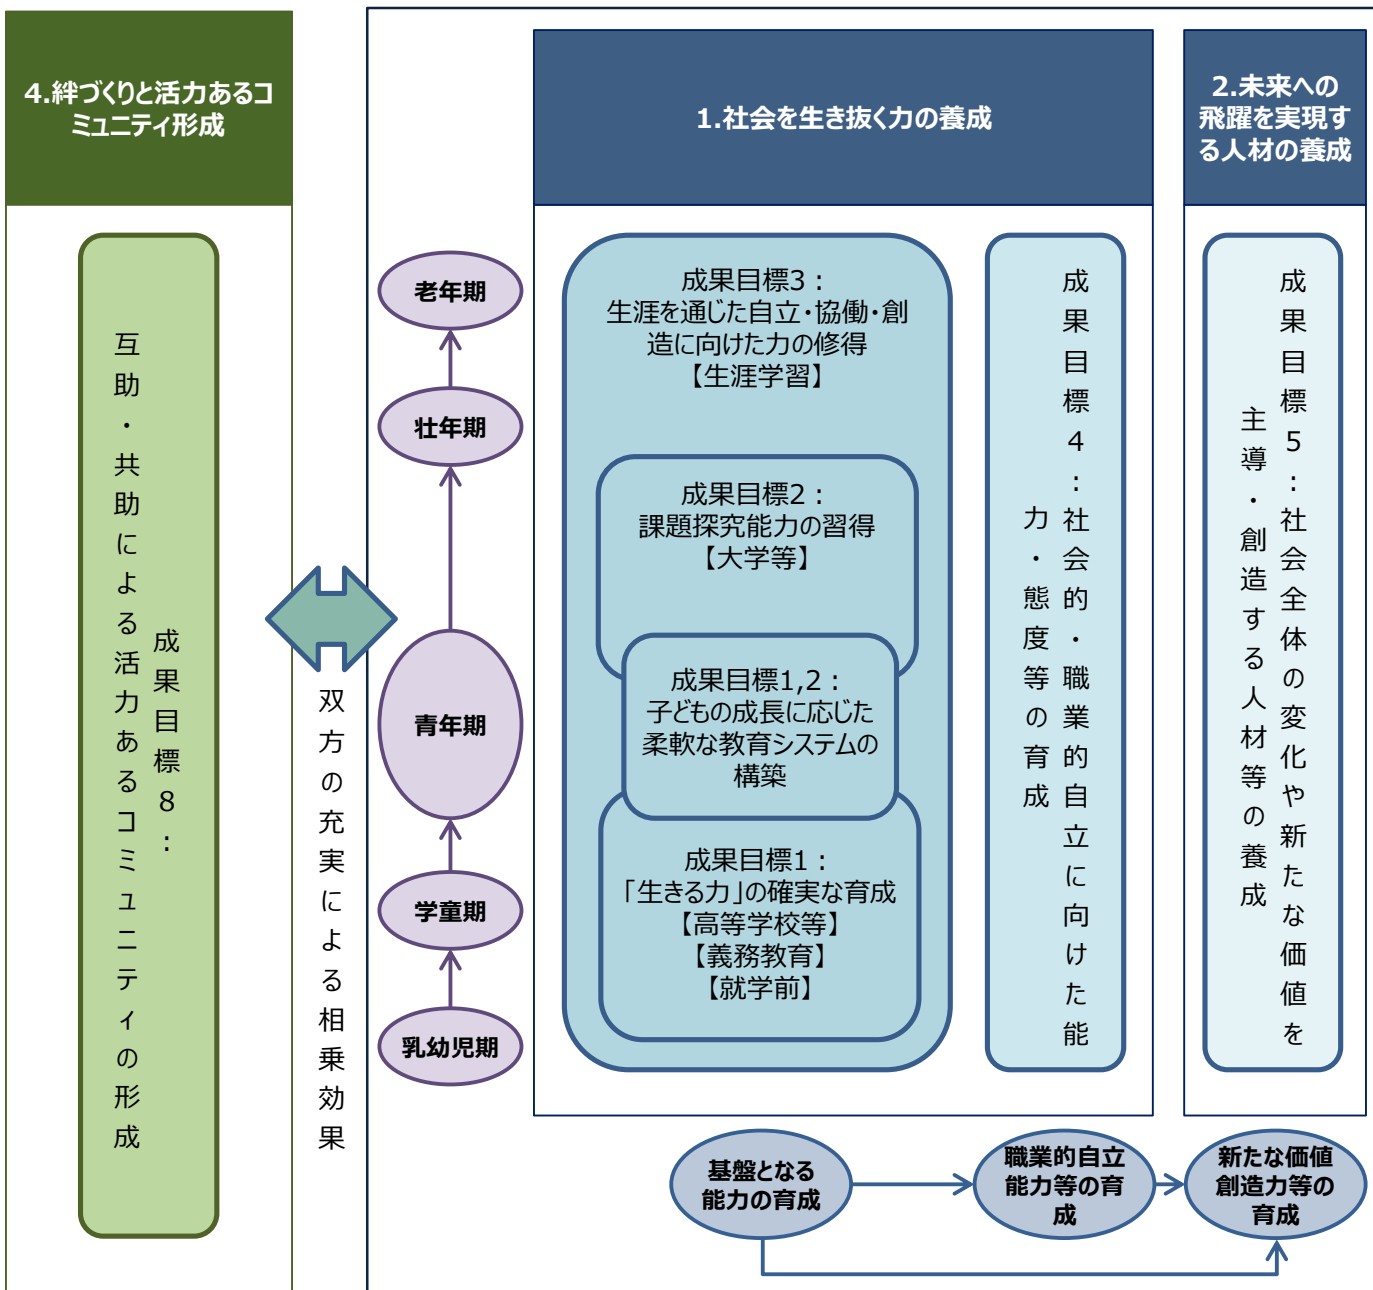 4.絆づくりと活力あるコ
ミュニティ形成
成果目標８：
互助・共助による活力あるコミュニティの形成
双方の充実による相乗効果
老年期
壮年期
青年期
学童期
乳幼児期
1.社会を生き抜く力の養成
成果目標3：
生涯を通じた自立・協働・創
造に向けた力の修得
【生涯学習】
成果目標2：
課題探究能力の習得
【大学等】
成果目標1,2：
子どもの成長に応じた
柔軟な教育システムの
構築
成果目標1：
「生きる力」の確実な育成
【高等学校等】
【義務教育】
【就学前】
成果目標４：社会的・職業的自立に向けた能
力・態度等の育成
2.未来への
飛躍を実現す
る人材の養成
成果目標５：社会全体の変化や新たな価値を
主導・創造する人材等の養成
基盤となる
能力の育成
職業的自立
能力等の育
成
新たな価値
創造力等の
育成